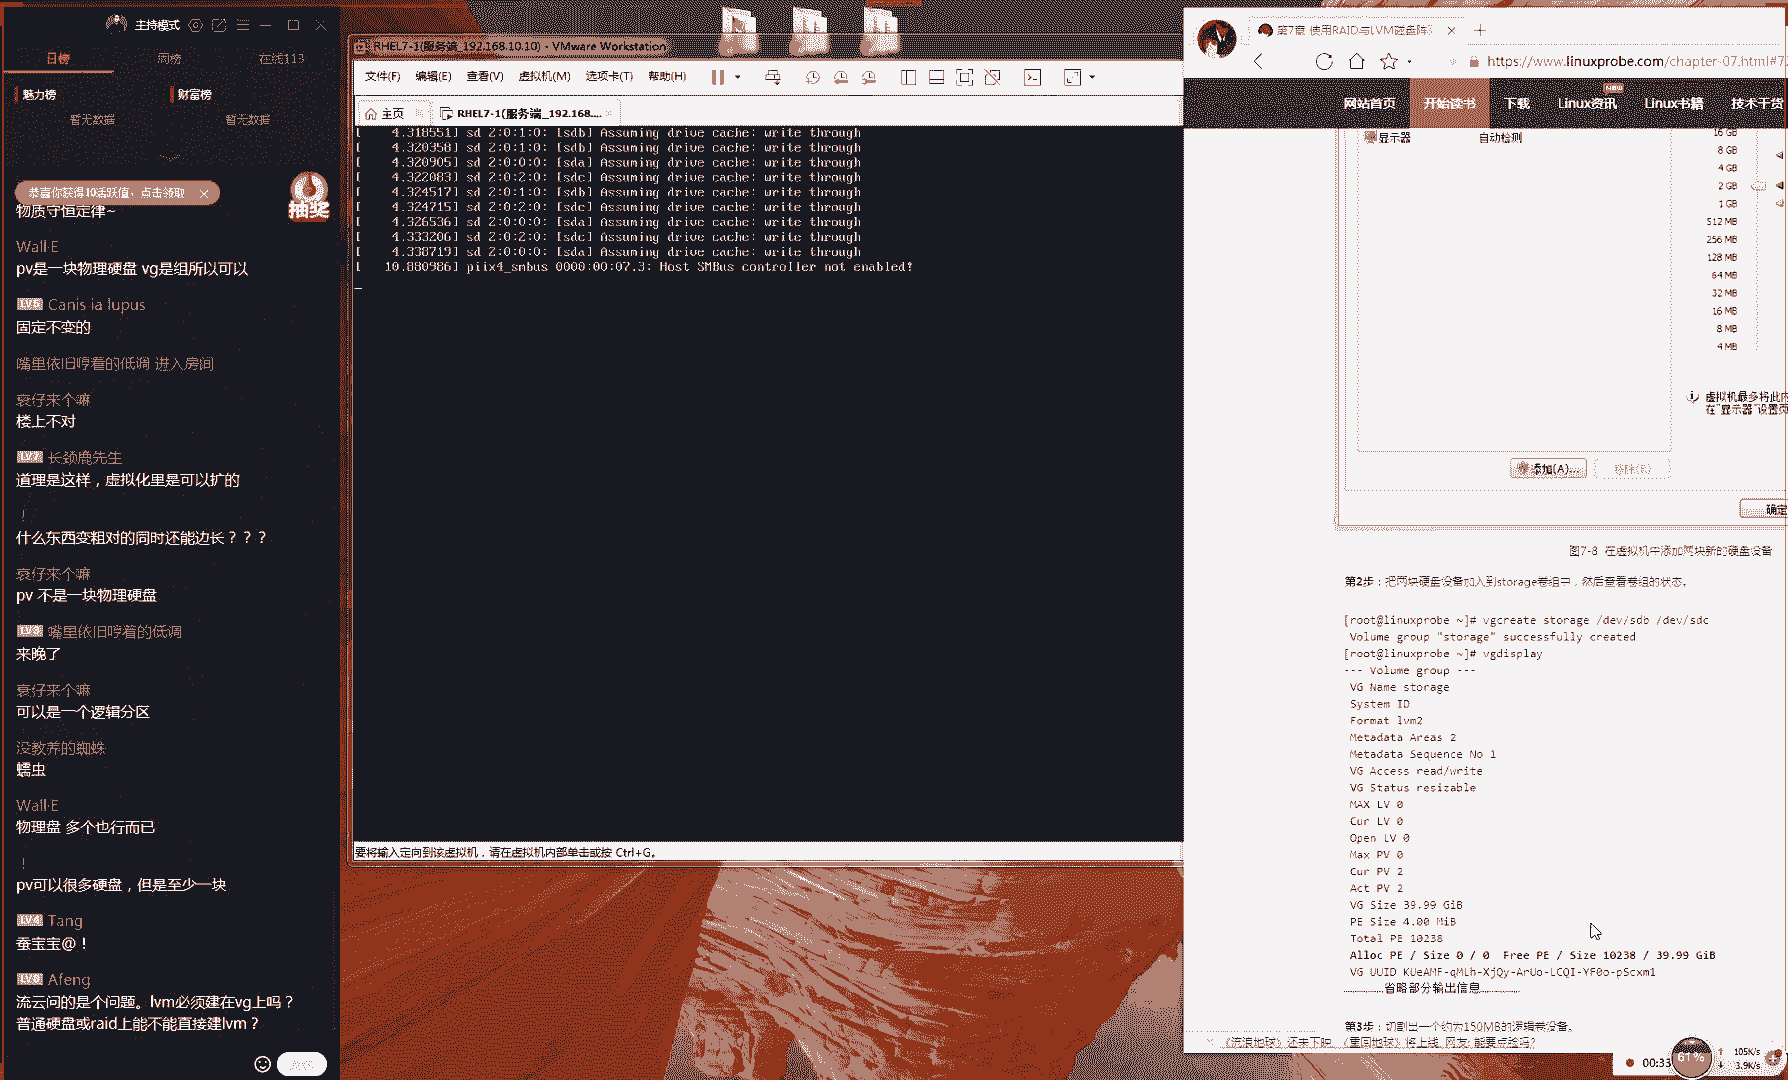 主持模式
日榜 周榜 在线113
魅力榜 财富榜
暂无数据 暂无数据
恭喜你获得10活跃值，点击领取
抽奖
物质守恒定律~
Wall·E
pv是一块物理硬盘 vg是组所以可以
Canis ia lupus
固定不变的
嘴里依旧哼着的低调 进入房间
衰仔来个嘛
楼上不对
长颈鹿先生
道理是这样，虚拟化里是可以扩的
！
什么东西变粗对的同时还能边长？？？
衰仔来个嘛
pv 不是一块物理硬盘
嘴里依旧哼着的低调
来晚了
衰仔来个嘛
可以是一个逻辑分区
没教养的蜘蛛
蠕虫
Wall·E
物理盘 多个也行而已
！
pv可以很多硬盘，但是至少一块
LV4 Tang
蚕宝宝@！
Afeng
流云问的是个问题。lvm必须建在vg上吗？
普通硬盘或raid上能不能直接建lvm？
RHEL7-1(服务端_192.168.10.10) - VMware Workstation
文件(F) 编辑(E) 查看(V) 虚拟机(M) 选项卡(T) 帮助(H)
主页 RHEL7-1(服务端_192.168....
[ 4.318551] sd 2:0:1:0: [sdb] Assuming drive cache: write through
[ 4.320358] sd 2:0:1:0: [sdb] Assuming drive cache: write through
[ 4.320905] sd 2:0:0:0: [sda] Assuming drive cache: write through
[ 4.322083] sd 2:0:2:0: [sdc] Assuming drive cache: write through
[ 4.324517] sd 2:0:1:0: [sdb] Assuming drive cache: write through
[ 4.324715] sd 2:0:2:0: [sdc] Assuming drive cache: write through
[ 4.326536] sd 2:0:0:0: [sda] Assuming drive cache: write through
[ 4.333206] sd 2:0:2:0: [sdc] Assuming drive cache: write through
[ 4.338719] sd 2:0:0:0: [sda] Assuming drive cache: write through
[ 10.880986] piix4_smbus 0000:00:07.3: Host SMBus controller not enabled!
要将输入定向到该虚拟机，请在虚拟机内部单击或按 Ctrl+G。
第7章 使用RAID与LVM磁盘阵
https://www.linuxprobe.com/chapter-07.html#7
网站首页 开始读书 下载 Linux资讯 NEW Linux书籍 技术干货
显示器 自动检测
16 GB
8 GB
4 GB
2 GB
1 GB
512 MB
256 MB
128 MB
64 MB
32 MB
16 MB
8 MB
4 MB
虚拟机最多将此内
在"显示器"设置页
添加(A)... 移除(R)
确定
图7-8 在虚拟机中添加两块新的硬盘设备
第2步：把两块硬盘设备加入到storage卷组中，然后查看卷组的状态。
[root@linuxprobe ~]# vgcreate storage /dev/sdb /dev/sdc
Volume group "storage" successfully created
[root@linuxprobe ~]# vgdisplay
--- Volume group ---
VG Name storage
System ID
Format lvm2
Metadata Areas 2
Metadata Sequence No 1
VG Access read/write
VG Status resizable
MAX LV 0
Cur LV 0
Open LV 0
Max PV 0
Cur PV 2
Act PV 2
VG Size 39.99 GiB
PE Size 4.00 MiB
Total PE 10238
Alloc PE / Size 0 / 0 Free PE / Size 10238 / 39.99 GiB
VG UUID KUeAMF-qMLh-XjQy-ArUo-LCQI-YF0o-pScxm1
………………省略部分输出信息………………
第3步：切割出一个约为150MB的逻辑卷设备。
《流浪地球》还未下映，《重回地球》将上线，网友：能要点脸吗？
00:33
61%
105K/s
3.9K/s